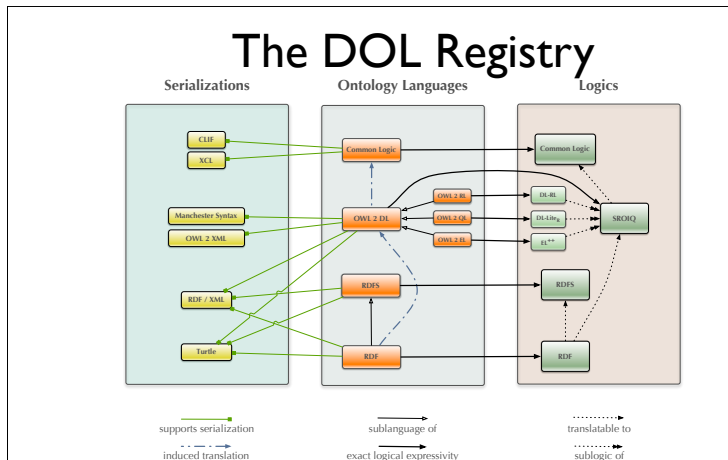 The DOL Registry
Serializations
Ontology Languages
Logics
CLIF
XCL
Common Logic
Common Logic
Manchester Syntax
OWL 2 XML
OWL 2 DL
OWL 2 RL
OWL 2 QL
OWL 2 EL
DL-RL
DL-LiteR
EL++
SROIQ
RDF / XML
RDFS
RDFS
Turtle
RDF
RDF
supports serialization
sublanguage of
translatable to
induced translation
exact logical expressivity
sublogic of